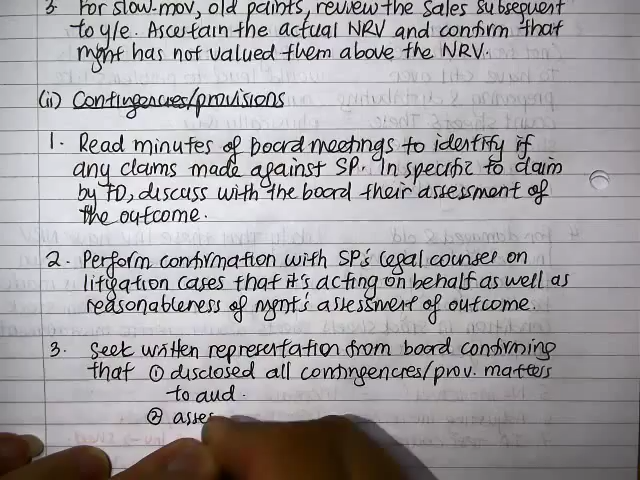 3. For slow-mov, old paints, review the sales subsequent
to y/e. Ascertain the actual NRV and confirm that
mgmt has not valued them above the NRV.
(ii) Contingencies/provisions
1. Read minutes of board meetings to identify if
any claims made against SP. In specific to claim
by TD, discuss with the board their assessment of
the outcome.
2. Perform confirmation with SP's legal counsel on
litigation cases that it's acting on behalf as well as
reasonableness of mgmt's assessment of outcome.
3. Seek written representation from board confirming
that ① disclosed all contingencies/prov. matters
to aud.
② asses